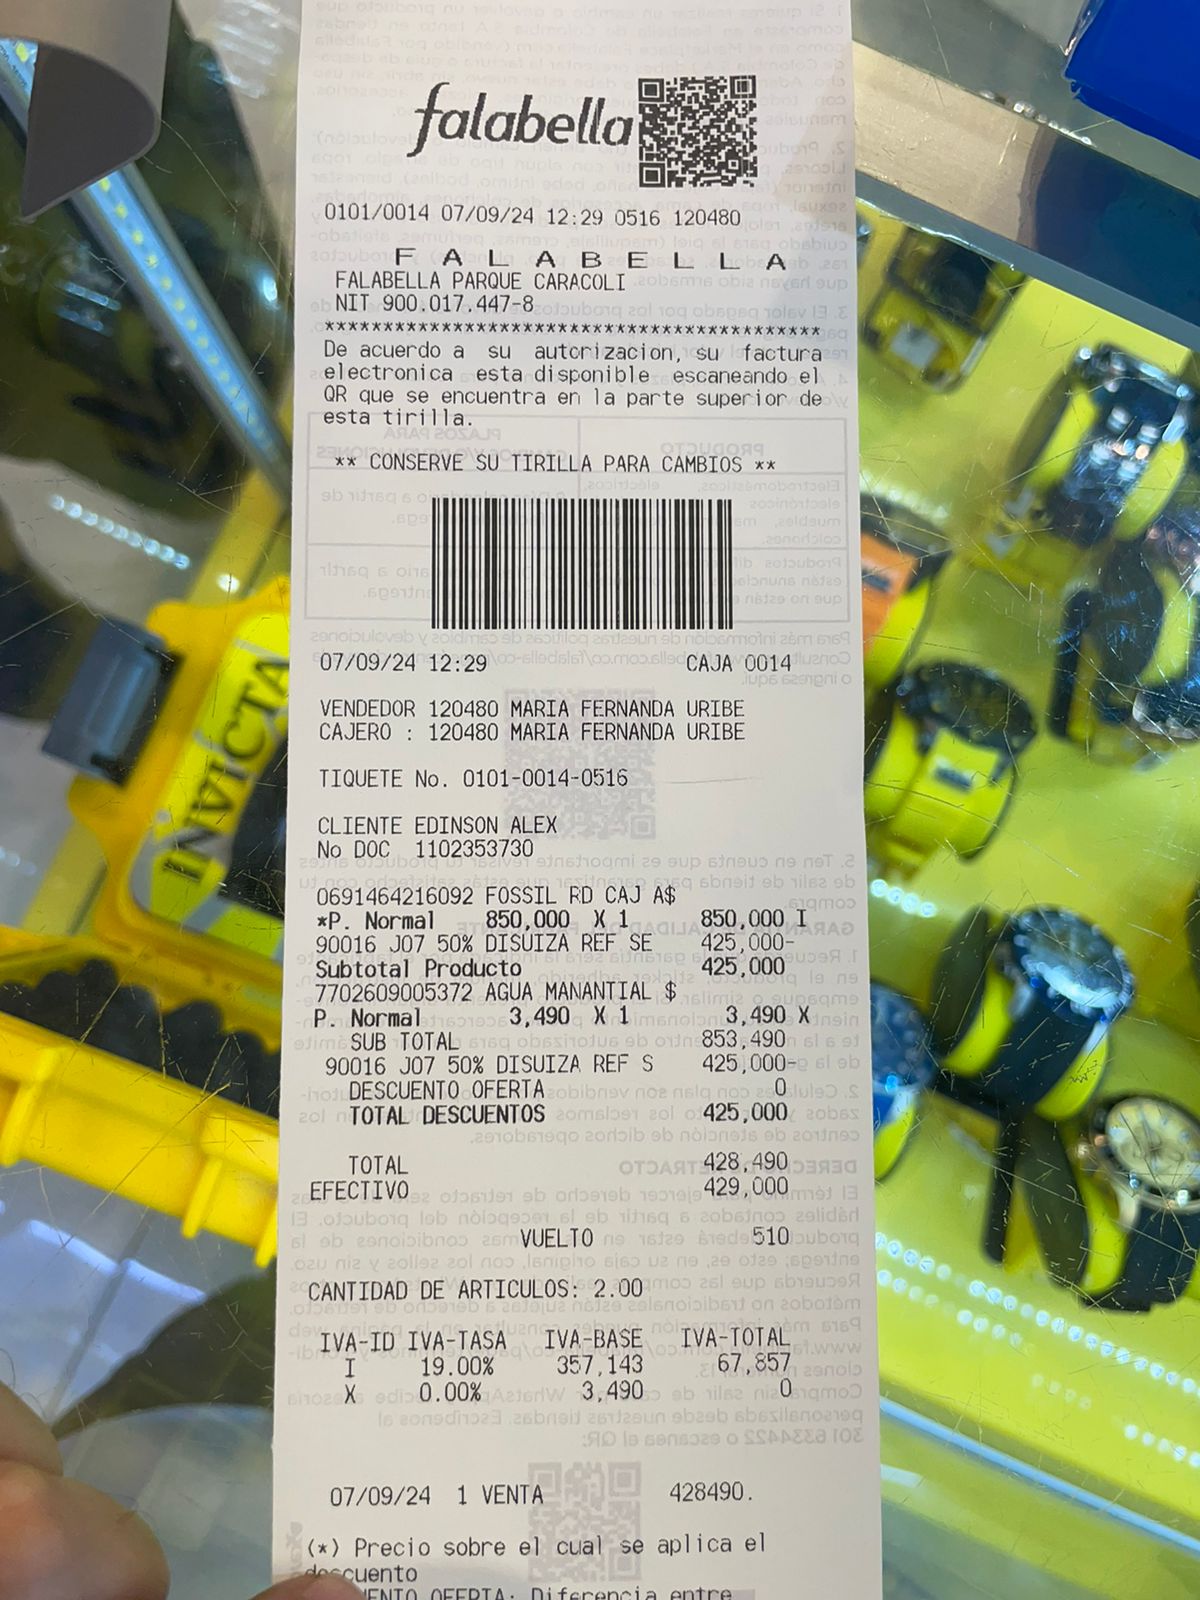 falabella
0101/0014 07/09/24 12:29 0516 120480
F A L A B E L L A
FALABELLA PARQUE CARACOLI
NIT 900.017.447-8
******************************************
De acuerdo a su autorizacion, su factura
electronica esta disponible escaneando el
QR que se encuentra en la parte superior de
esta tirilla.
** CONSERVE SU TIRILLA PARA CAMBIOS **
07/09/24 12:29 CAJA 0014
VENDEDOR 120480 MARIA FERNANDA URIBE
CAJERO : 120480 MARIA FERNANDA URIBE
TIQUETE No. 0101-0014-0516
CLIENTE EDINSON ALEX
No DOC 1102353730
0691464216092 FOSSIL RD CAJ A$
*P. Normal 850,000 X 1 850,000 I
90016 J07 50% DISUIZA REF SE 425,000-
Subtotal Producto 425,000
7702609005372 AGUA MANANTIAL $
P. Normal 3,490 X 1 3,490 X
SUB TOTAL 853,490
90016 J07 50% DISUIZA REF S 425,000-
DESCUENTO OFERTA 0
TOTAL DESCUENTOS 425,000
TOTAL 428,490
EFECTIVO 429,000
VUELTO 510
CANTIDAD DE ARTICULOS: 2.00
IVA-ID IVA-TASA IVA-BASE IVA-TOTAL
I 19.00% 357,143 67,857
X 0.00% 3,490 0
07/09/24 1 VENTA 428490.
(*) Precio sobre el cual se aplica el
descuento
OFERTA: Diferencia entre
INVICTA